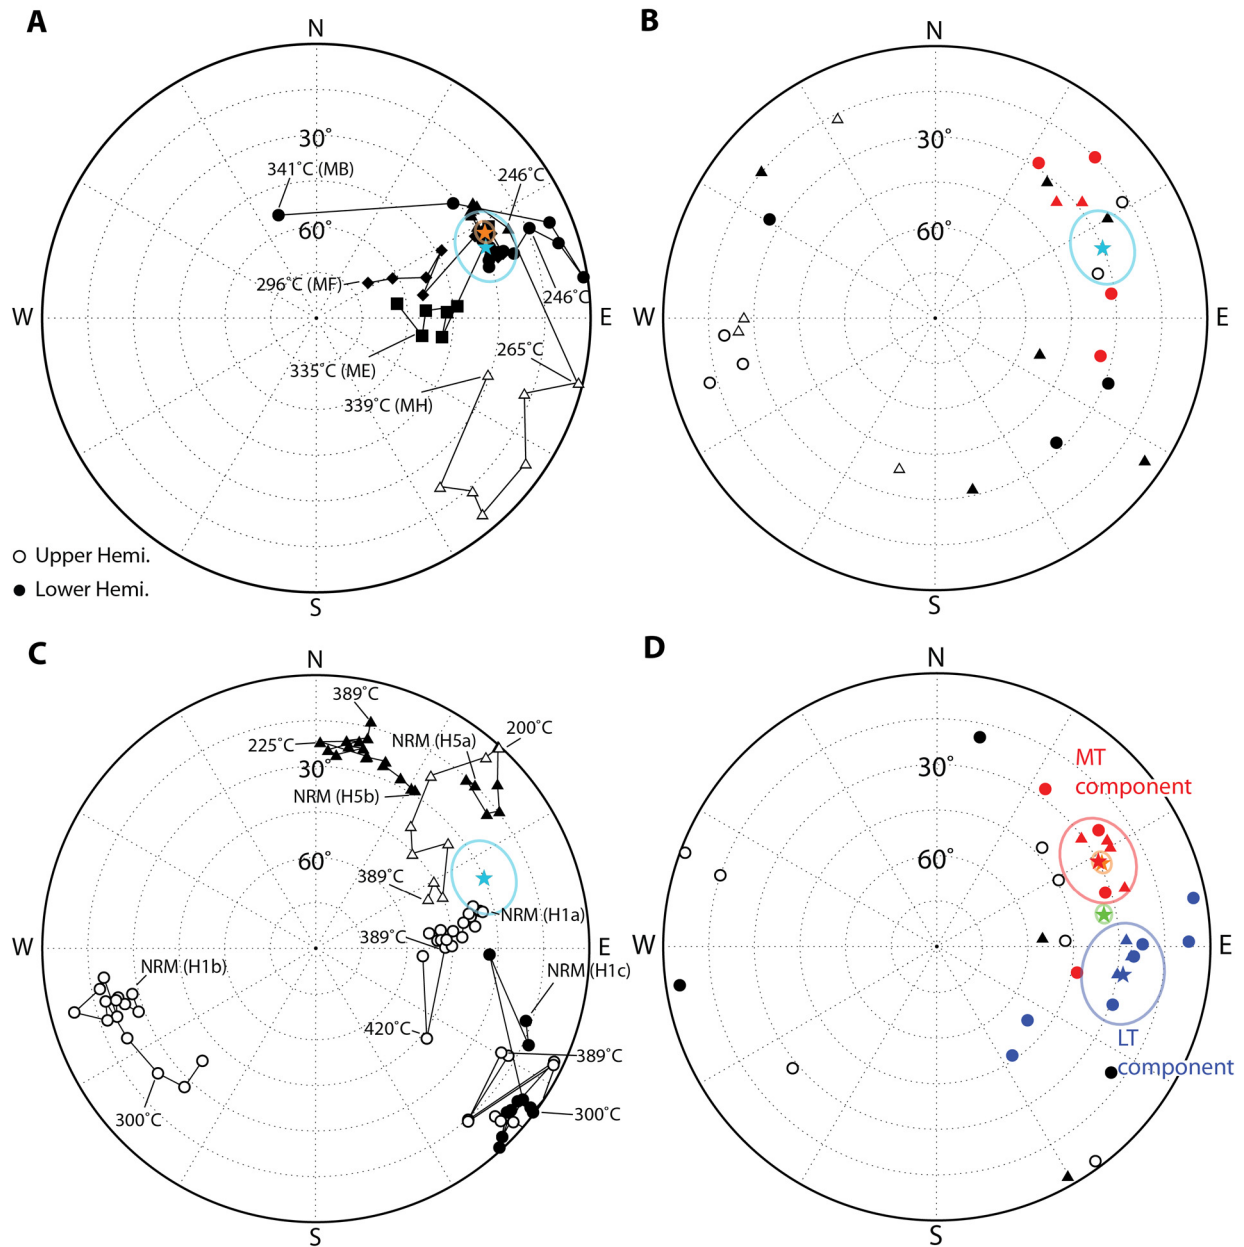 A
N
30°
341°C (MB)
246°C
60°
296°C (MF)
246°C
W
E
265°C
335°C (ME)
339°C (MH)
S
Upper Hemi.
Lower Hemi.
B
N
30°
60°
W
E
S
C
N
389°C
200°C
225°C
NRM (H5a)
30°
NRM (H5b)
60°
389°C
NRM (H1a)
389°C
W
E
NRM (H1b)
NRM (H1c)
420°C
389°C
300°C
300°C
S
D
N
MT
component
30°
60°
W
E
LT
component
S